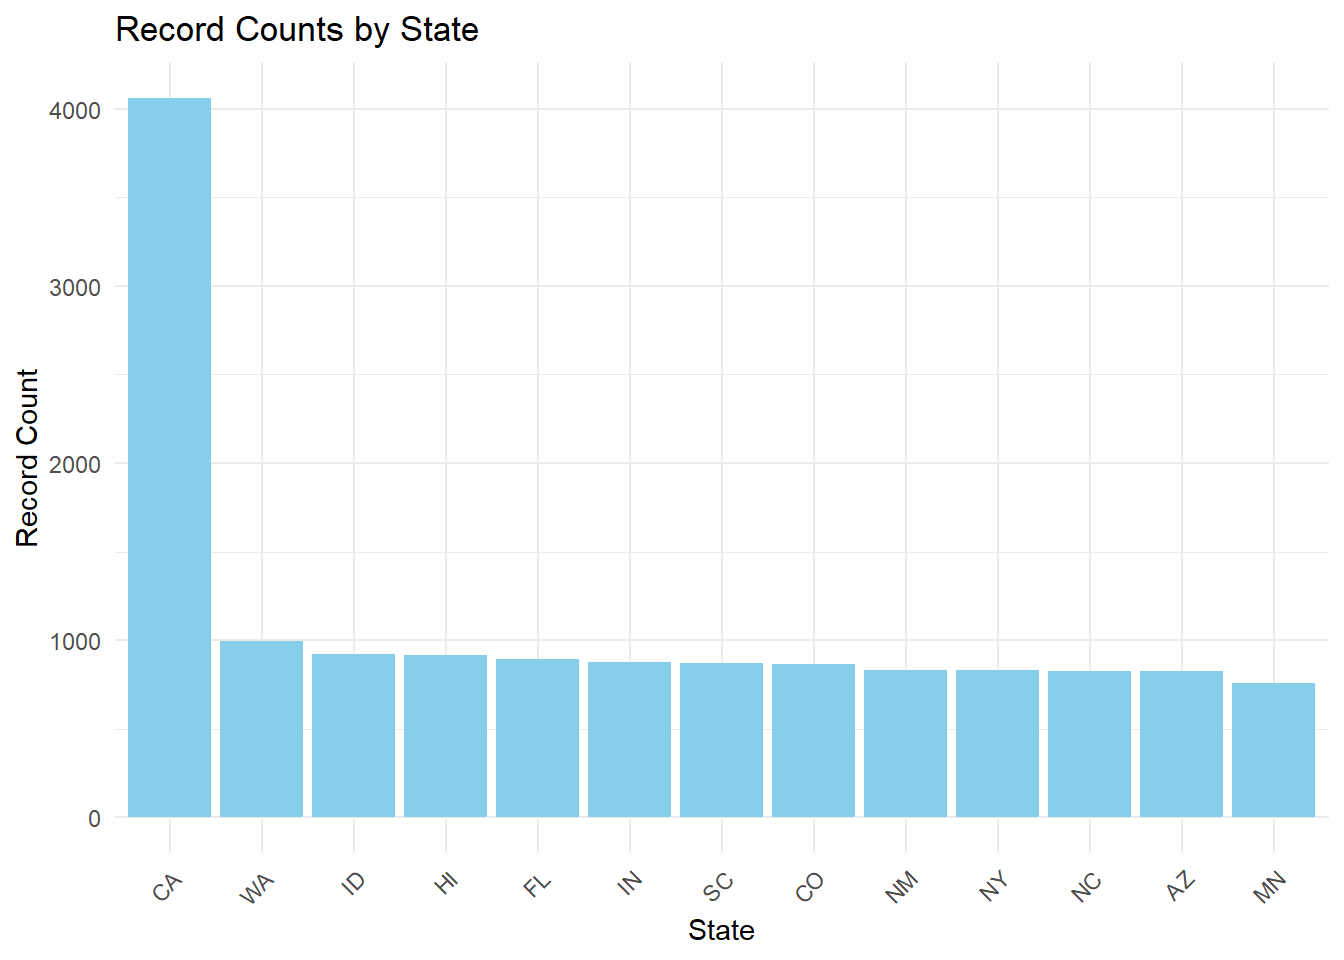 Record Counts by State
Record Count
4000
3000
2000
1000
0
CA WA ID HI FL IN SC CO NM NY NC AZ MN
State